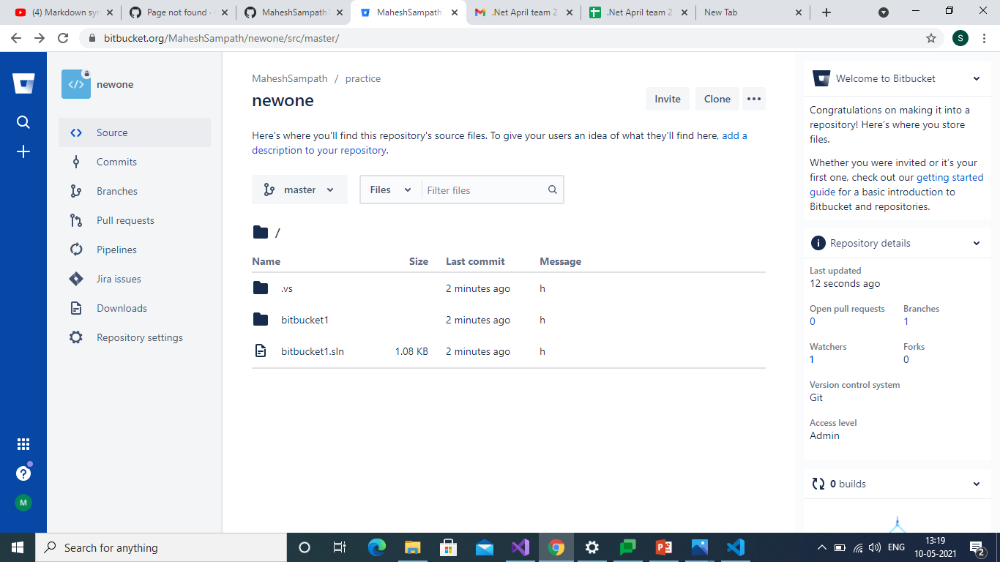 (4) Markdown syn
Page not found ·
MaheshSampath1
MaheshSampath
.Net April team 2
.Net April team 2
New Tab
bitbucket.org/MaheshSampath/newone/src/master/
S
newone
Source
Commits
Branches
Pull requests
Pipelines
Jira issues
Downloads
Repository settings
M
MaheshSampath / practice
newone
Invite
Clone
Here's where you'll find this repository's source files. To give your users an idea of what they'll find here, add a
description to your repository.
master
Files
Filter files
/
Name Size Last commit Message
.vs 2 minutes ago h
bitbucket1 2 minutes ago h
bitbucket1.sln 1.08 KB 2 minutes ago h
Welcome to Bitbucket
Congratulations on making it into a
repository! Here's where you store
files.
Whether you were invited or it's your
first one, check out our getting started
guide for a basic introduction to
Bitbucket and repositories.
Repository details
Last updated
12 seconds ago
Open pull requests Branches
0 1
Watchers Forks
1 0
Version control system
Git
Access level
Admin
0 builds
Search for anything
ENG
13:19
10-05-2021
2